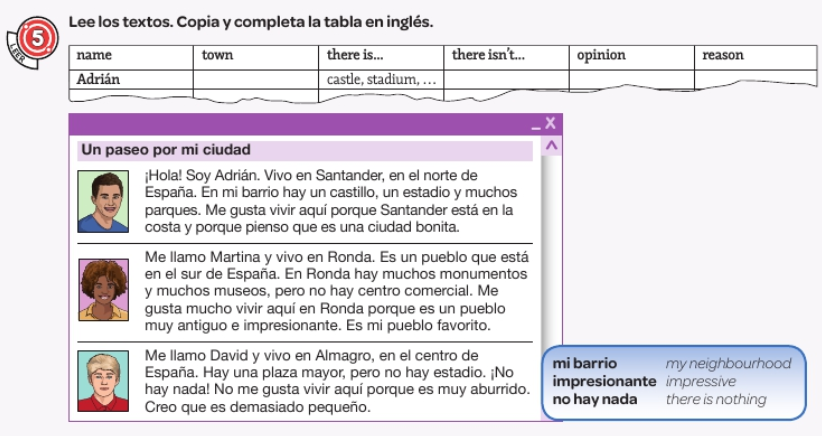 5
LEER
Lee los textos. Copia y completa la tabla en inglés.
name town there is... there isn't... opinion reason
Adrián castle, stadium, ...
_ X
Un paseo por mi ciudad
¡Hola! Soy Adrián. Vivo en Santander, en el norte de
España. En mi barrio hay un castillo, un estadio y muchos
parques. Me gusta vivir aquí porque Santander está en la
costa y porque pienso que es una ciudad bonita.
Me llamo Martina y vivo en Ronda. Es un pueblo que está
en el sur de España. En Ronda hay muchos monumentos
y muchos museos, pero no hay centro comercial. Me
gusta mucho vivir aquí en Ronda porque es un pueblo
muy antiguo e impresionante. Es mi pueblo favorito.
Me llamo David y vivo en Almagro, en el centro de
España. Hay una plaza mayor, pero no hay estadio. ¡No
hay nada! No me gusta vivir aquí porque es muy aburrido.
Creo que es demasiado pequeño.
mi barrio my neighbourhood
impresionante impressive
no hay nada there is nothing